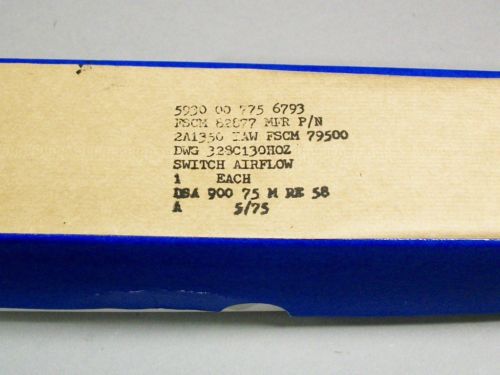 5930 00 775 6793
FSCM 82877 MFR P/N
2A1350 IAW FSCM 79500
DWG 328C130HOZ
SWITCH AIRFLOW
1 EACH
DSA 900 75 M RE 58
A 5/75